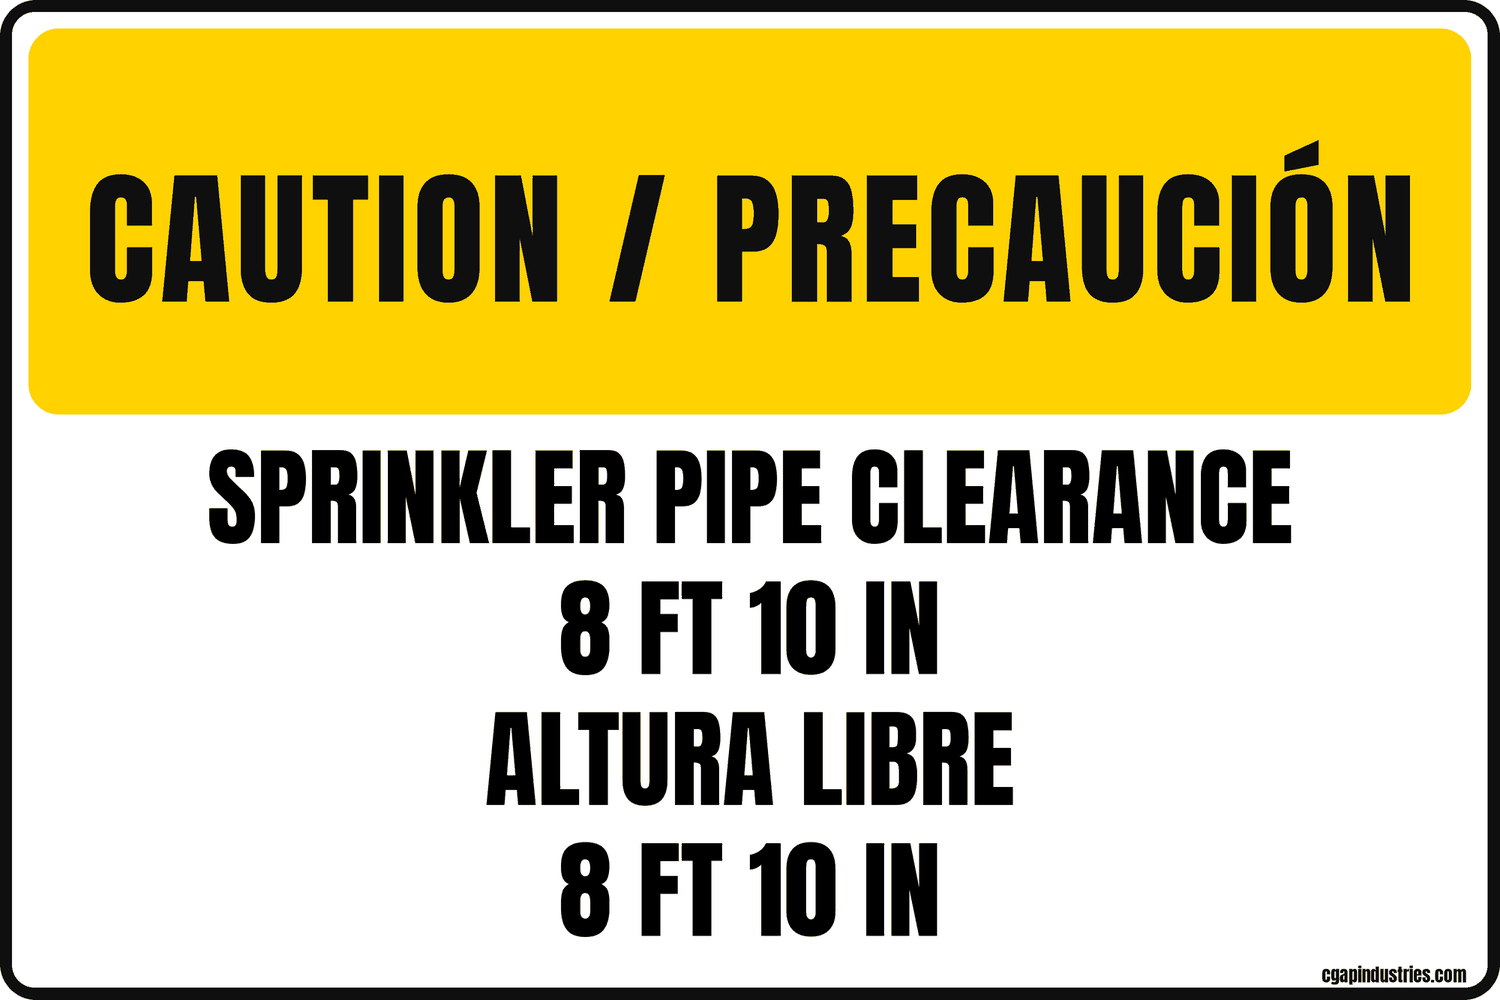 CAUTION / PRECAUCIÓN
SPRINKLER PIPE CLEARANCE
8 FT 10 IN
ALTURA LIBRE
8 FT 10 IN
cgapindustries.com